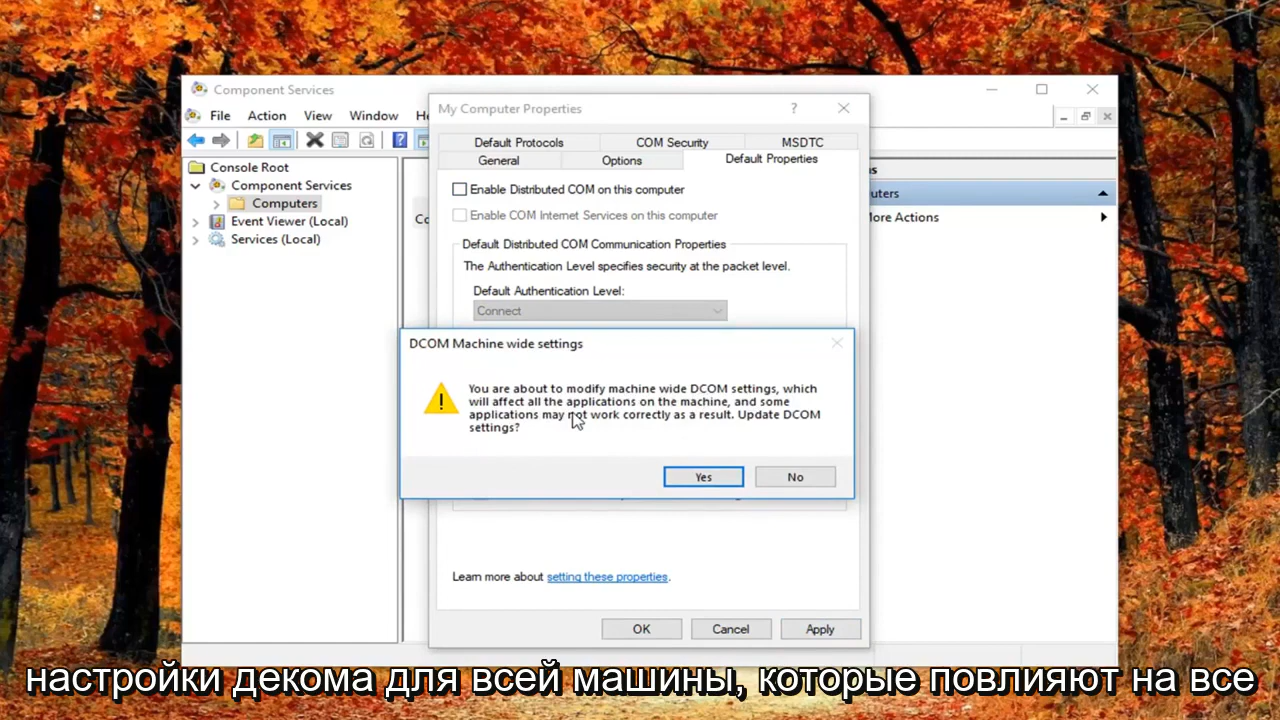 Component Services
File Action View Window He
Console Root
Component Services
Computers
Event Viewer (Local)
Services (Local)
My Computer Properties
Default Protocols COM Security MSDTC
General Options Default Properties
Enable Distributed COM on this computer
Enable COM Internet Services on this computer
Default Distributed COM Communication Properties
The Authentication Level specifies security at the packet level.
Default Authentication Level:
Connect
DCOM Machine wide settings
You are about to modify machine wide DCOM settings, which
will affect all the applications on the machine, and some
applications may not work correctly as a result. Update DCOM
settings?
Yes No
Learn more about setting these properties.
OK Cancel Apply
Co
s
uters
ore Actions
настройки декома для всей машины, которые повлияют на все